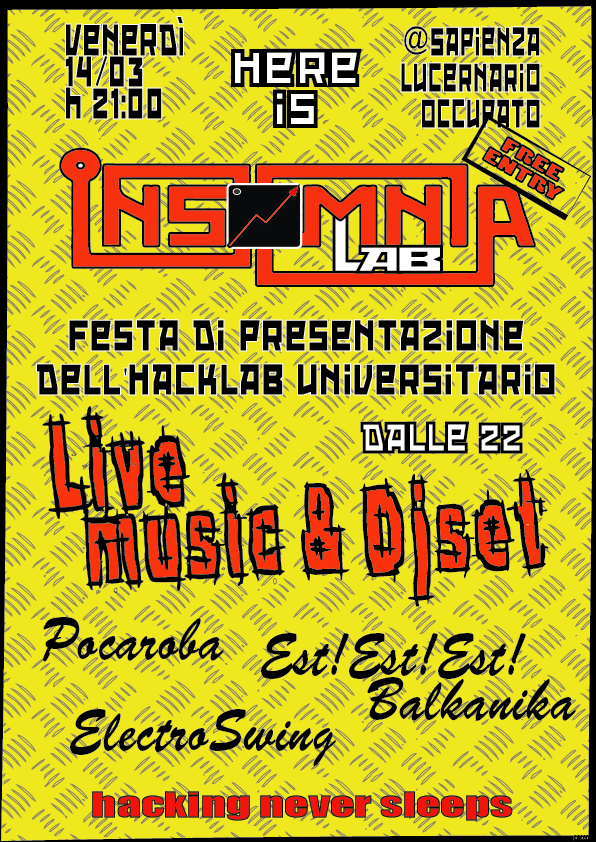 VENERDÌ
14/03
h 21:00
HERE
iS
@SAPiENZA
LUCERNARiO
OCCUPATO
FREE
ENTRY
iNSOMNiA
LAB
FESTA Di PRESENTAZiONE
DELL'HACKLAB UNiVERSiTARiO
DALLE 22
Live
music & Djset
Pocaroba
Est! Est! Est!
Balkanika
ElectroSwing
hacking never sleeps